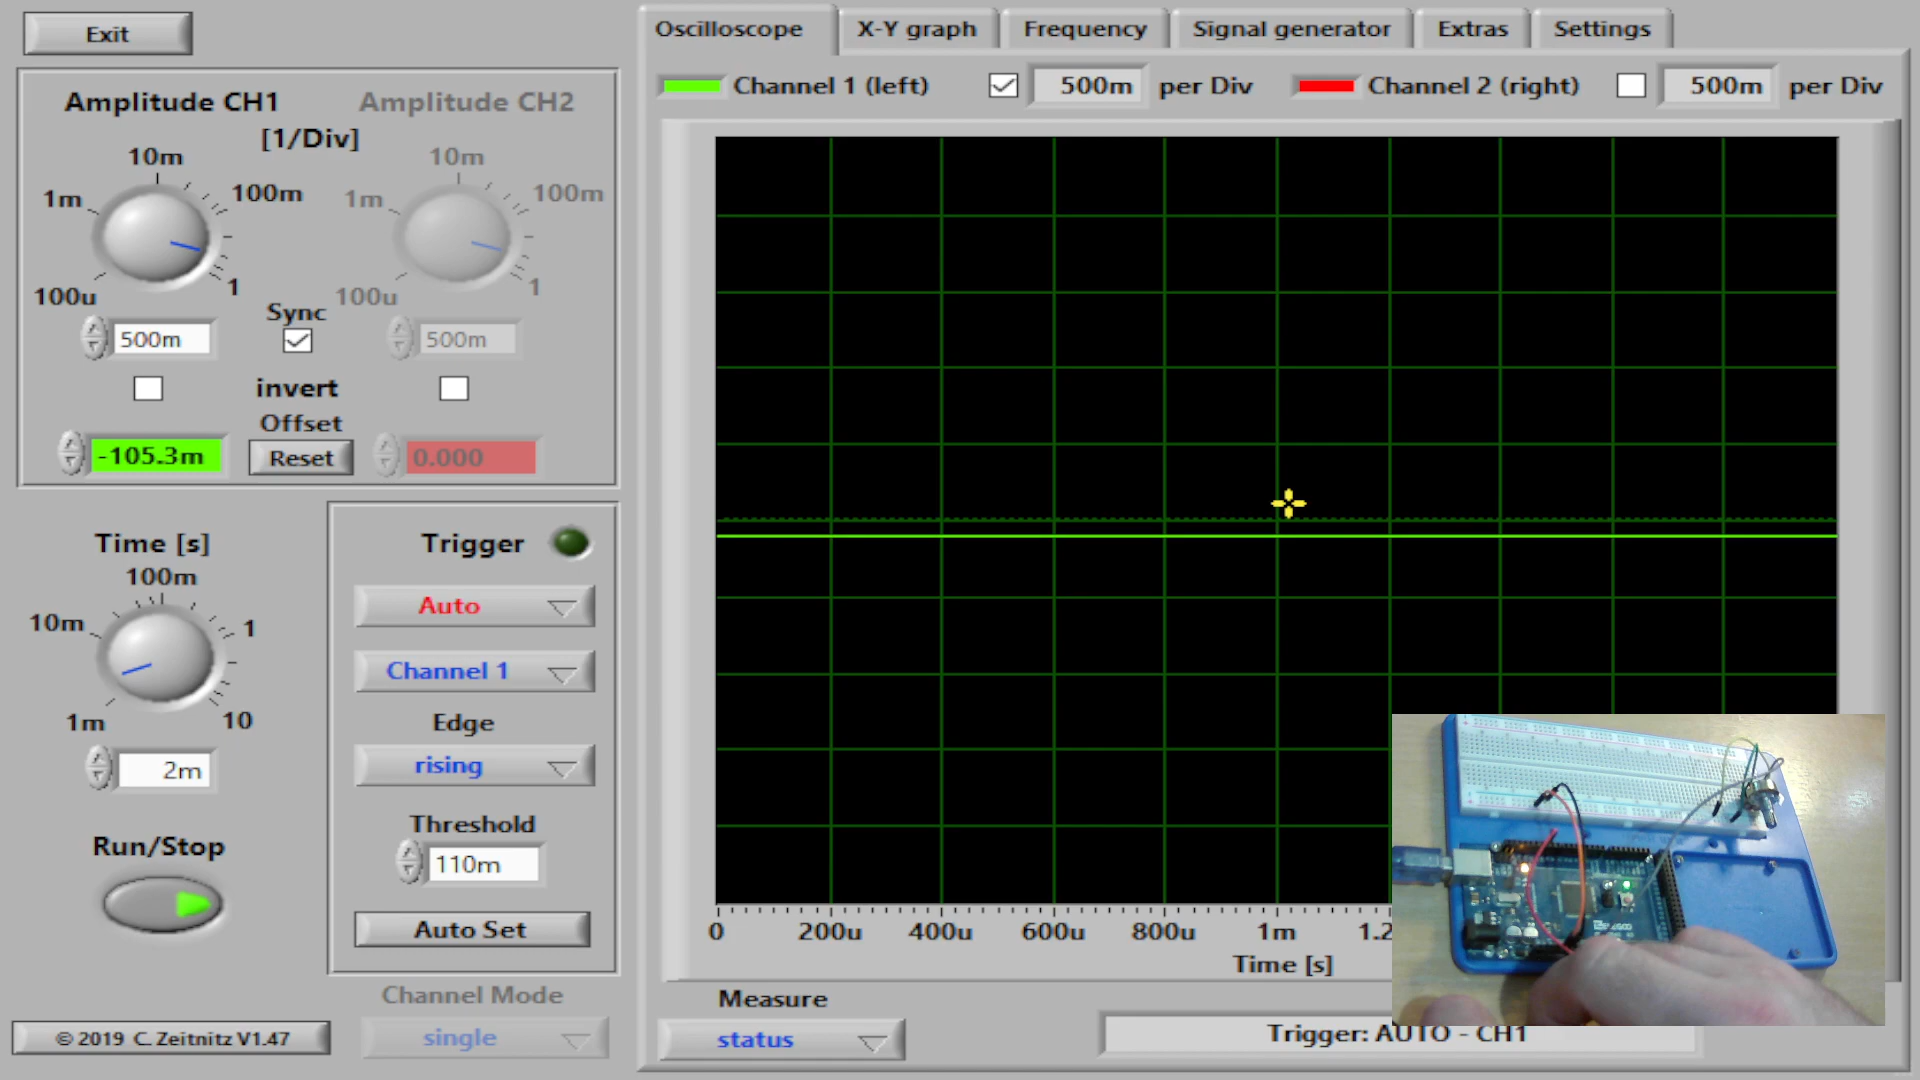 Exit
Oscilloscope
X-Y graph
Frequency
Signal generator
Extras
Settings
Channel 1 (left)
500m
per Div
Channel 2 (right)
500m
per Div
Amplitude CH1
Amplitude CH2
[1/Div]
10m
1m
100m
100u
1
10m
1m
100m
100u
1
Sync
500m
500m
invert
Offset
-105.3m
Reset
0.000
Time [s]
100m
10m
1
1m
10
2m
Run/Stop
Trigger
Auto
Channel 1
Edge
rising
Threshold
110m
Auto Set
Channel Mode
single
© 2019 C. Zeitnitz V1.47
0 200u 400u 600u 800u 1m
Time [s]
Measure
status
Trigger: AUTO - CH1